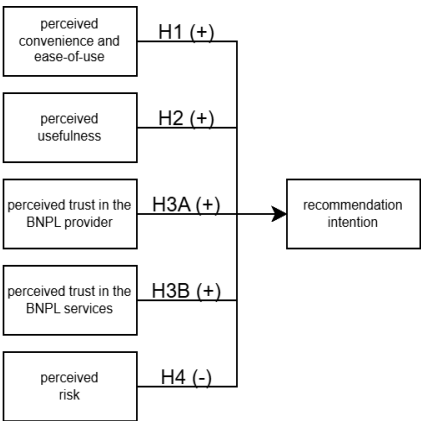 perceived
convenience and
ease-of-use
H1 (+)
perceived
usefulness
H2 (+)
perceived trust in the
BNPL provider
H3A (+)
recommendation
intention
perceived trust in the
BNPL services
H3B (+)
perceived
risk
H4 (-)